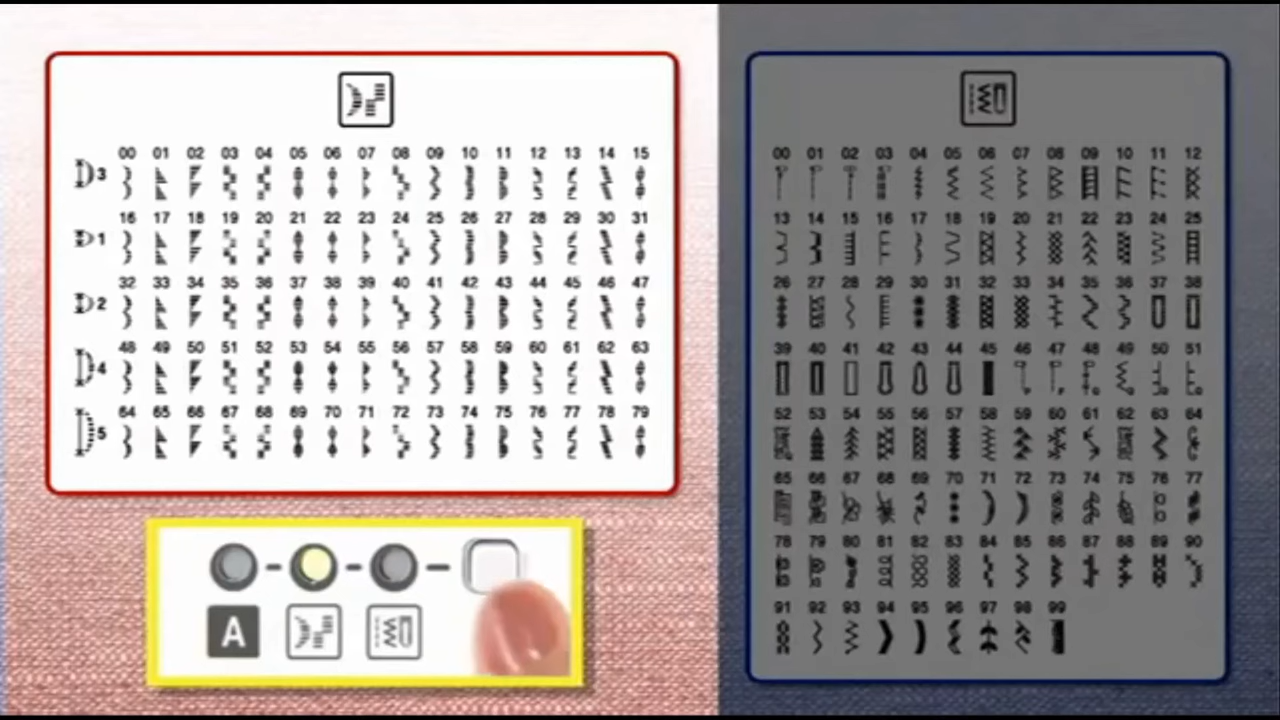 00 01 02 03 04 05 06 07 08 09 10 11 12 13 14 15
3
16 17 18 19 20 21 22 23 24 25 26 27 28 29 30 31
1
32 33 34 35 36 37 38 39 40 41 42 43 44 45 46 47
2
48 49 50 51 52 53 54 55 56 57 58 59 60 61 62 63
4
64 65 66 67 68 69 70 71 72 73 74 75 76 77 78 79
5
A
00 01 02 03 04 05 06 07 08 09 10 11 12
13 14 15 16 17 18 19 20 21 22 23 24 25
26 27 28 29 30 31 32 33 34 35 36 37 38
39 40 41 42 43 44 45 46 47 48 49 50 51
52 53 54 55 56 57 58 59 60 61 62 63 64
65 66 67 68 69 70 71 72 73 74 75 76 77
78 79 80 81 82 83 84 85 86 87 88 89 90
91 92 93 94 95 96 97 98 99